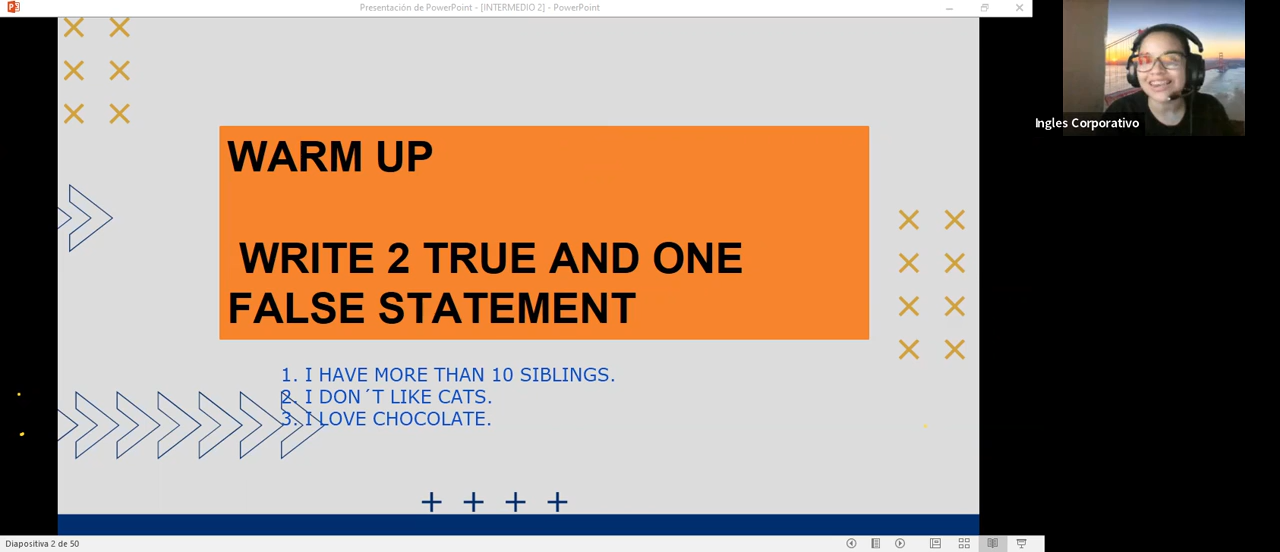 Presentación de PowerPoint - [INTERMEDIO 2] - PowerPoint
Ingles Corporativo
WARM UP
WRITE 2 TRUE AND ONE
FALSE STATEMENT
1. I HAVE MORE THAN 10 SIBLINGS.
2. I DON´T LIKE CATS.
3. I LOVE CHOCOLATE.
Diapositiva 2 de 50